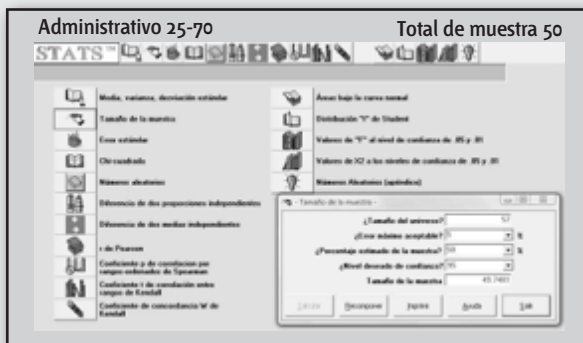 Administrativo 25-70
Total de muestra 50
STATS™
Media, varianza, desviación estándar
Tamaño de la muestra
Error estándar
Chi cuadrado
Números aleatorios
Diferencia de dos proporciones independientes
Diferencia de dos medias independientes
r de Pearson
Coeficiente p de correlacion por
rangos ordenados de Spearman
Coeficiente t de correlación entre
rangos de Kendall
Coeficiente de concordancia W de
Kendall
Áreas bajo la curva normal
Distribución "t" de Student
Valores de "F" al nivel de confianza de .05 y .01
Valores de X2 a los niveles de confianza de .05 y .01
Números Aleatorios (apéndice)
- Tamaño de la muestra -
¿Tamaño del universo? 57
¿Error máximo aceptable? 5 %
¿Porcentaje estimado de la muestra? 50 %
¿Nivel deseado de confianza? 95
Tamaño de la muestra
Imprimir
Ayuda
Salir